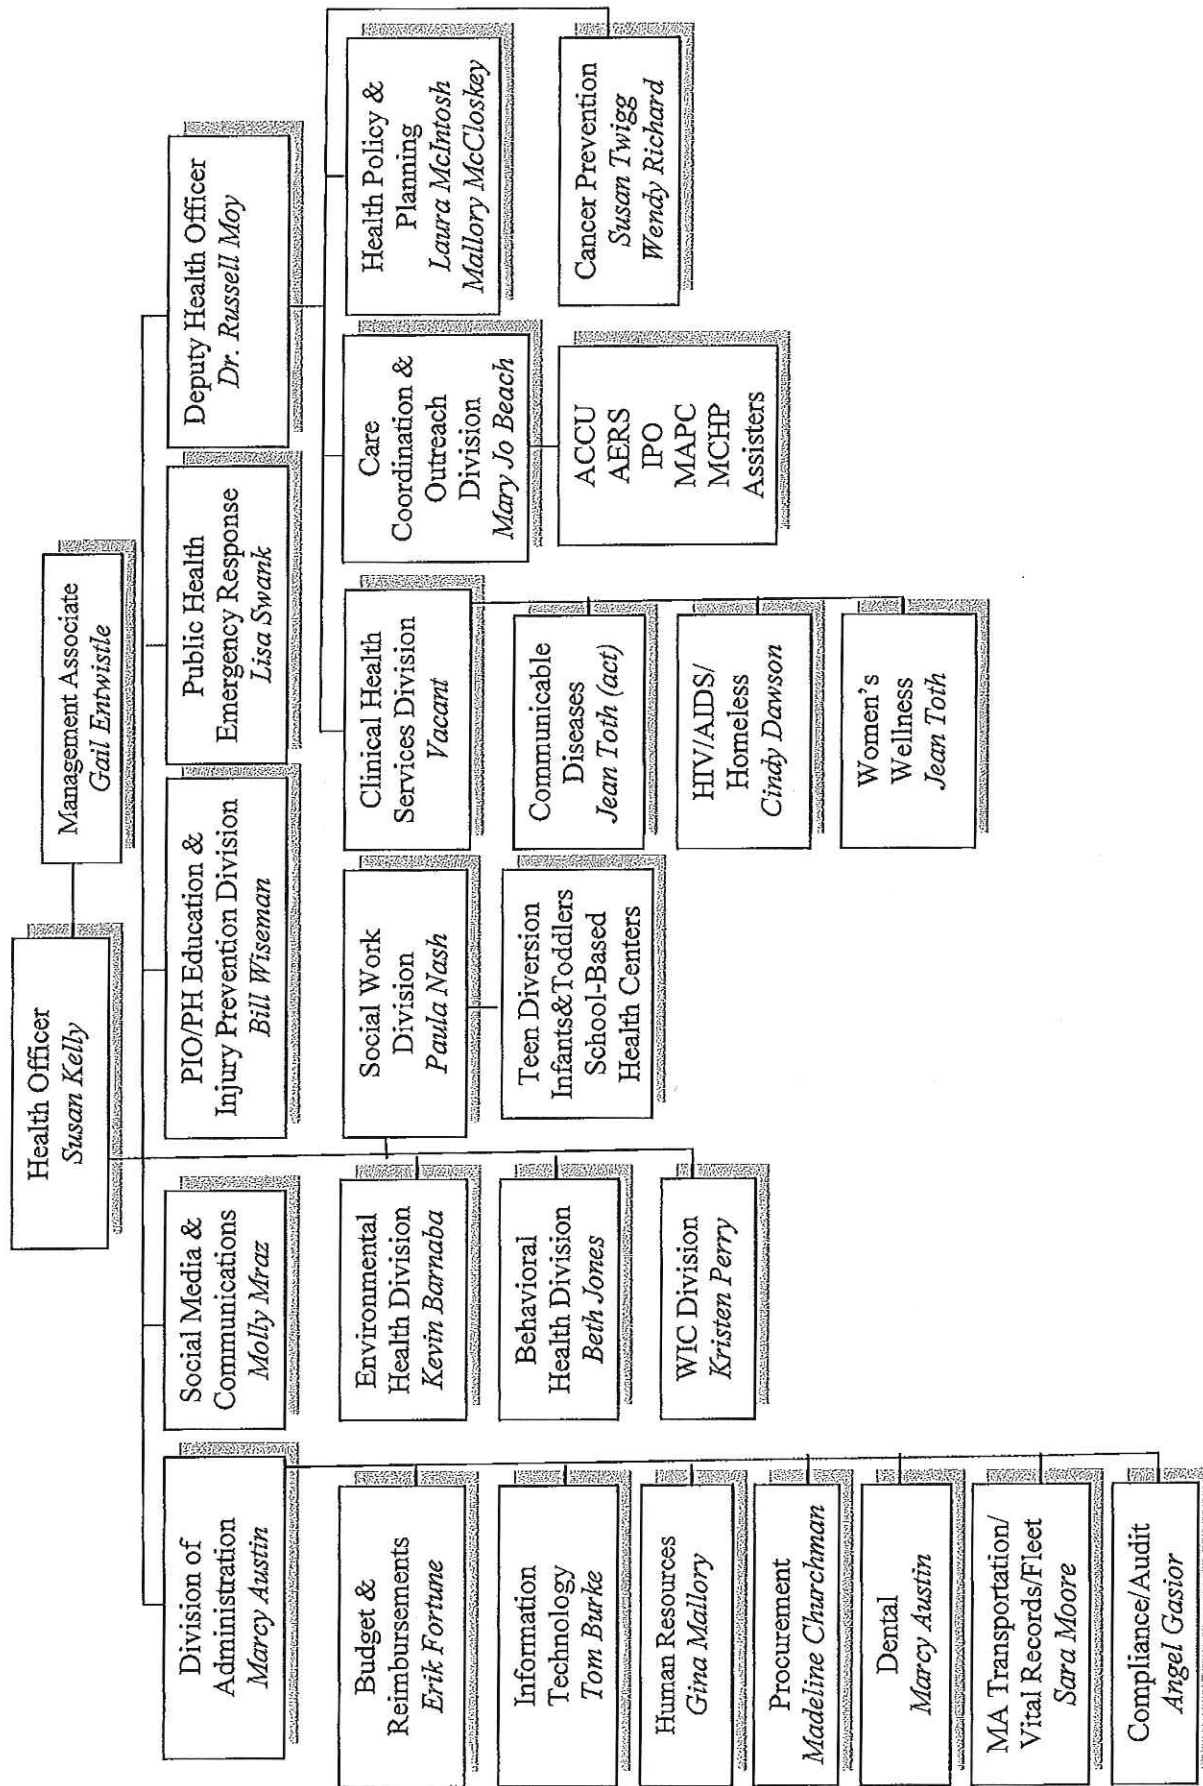 Health Officer
Susan Kelly
Management Associate
Gail Entwistle
Division of
Administration
Marcy Austin
Social Media &
Communications
Molly Mraz
PIO/PH Education &
Injury Prevention Division
Bill Wiseman
Public Health
Emergency Response
Lisa Swank
Deputy Health Officer
Dr. Russell Moy
Budget &
Reimbursements
Erik Fortune
Information
Technology
Tom Burke
Human Resources
Gina Mallory
Procurement
Madeline Churchman
Dental
Marcy Austin
MA Transportation/
Vital Records/Fleet
Sara Moore
Compliance/Audit
Angel Gasior
Environmental
Health Division
Kevin Barnaba
Behavioral
Health Division
Beth Jones
WIC Division
Kristen Perry
Social Work
Division
Paula Nash
Teen Diversion
Infants&Toddlers
School-Based
Health Centers
Clinical Health
Services Division
Vacant
Communicable
Diseases
Jean Toth (act)
HIV/AIDS/
Homeless
Cindy Dawson
Women's
Wellness
Jean Toth
Care
Coordination &
Outreach
Division
Mary Jo Beach
ACCU
AERS
IPO
MAPC
MCHP
Assisters
Health Policy &
Planning
Laura McIntosh
Mallory McCloskey
Cancer Prevention
Susan Twigg
Wendy Richard